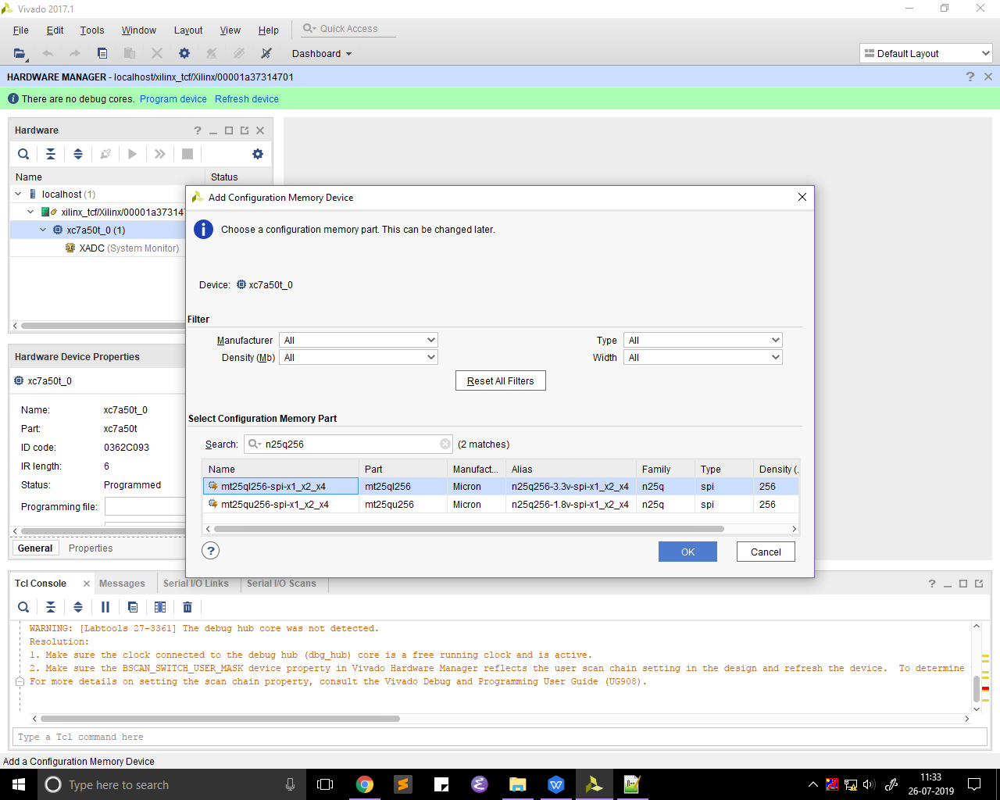 Vivado 2017.1
File Edit Tools Window Layout View Help Quick Access
Dashboard Default Layout
HARDWARE MANAGER - localhost/xilinx_tcf/Xilinx/00001a37314701 ?
There are no debug cores. Program device Refresh device
Hardware ?
Name Status
localhost (1)
xilinx_tcf/Xilinx/00001a37314
xc7a50t_0 (1)
XADC (System Monitor)
Hardware Device Properties
xc7a50t_0
Name: xc7a50t_0
Part: xc7a50t
ID code: 0362C093
IR length: 6
Status: Programmed
Programming file:
General Properties
Add Configuration Memory Device
Choose a configuration memory part. This can be changed later.
Device: xc7a50t_0
Filter
Manufacturer All Type All
Density (Mb) All Width All
Reset All Filters
Select Configuration Memory Part
Search: n25q256 (2 matches)
Name Part Manufact... Alias Family Type Density (.
mt25ql256-spi-x1_x2_x4 mt25ql256 Micron n25q256-3.3v-spi-x1_x2_x4 n25q spi 256
mt25qu256-spi-x1_x2_x4 mt25qu256 Micron n25q256-1.8v-spi-x1_x2_x4 n25q spi 256
? OK Cancel
Tcl Console Messages Serial I/O Links Serial I/O Scans ?
WARNING: [Labtools 27-3361] The debug hub core was not detected.
Resolution:
1. Make sure the clock connected to the debug hub (dbg_hub) core is a free running clock and is active.
2. Make sure the BSCAN_SWITCH_USER_MASK device property in Vivado Hardware Manager reflects the user scan chain setting in the design and refresh the device.  To determine
For more details on setting the scan chain property, consult the Vivado Debug and Programming User Guide (UG908).
Type a Tcl command here
Add a Configuration Memory Device
Type here to search
11:33
26-07-2019